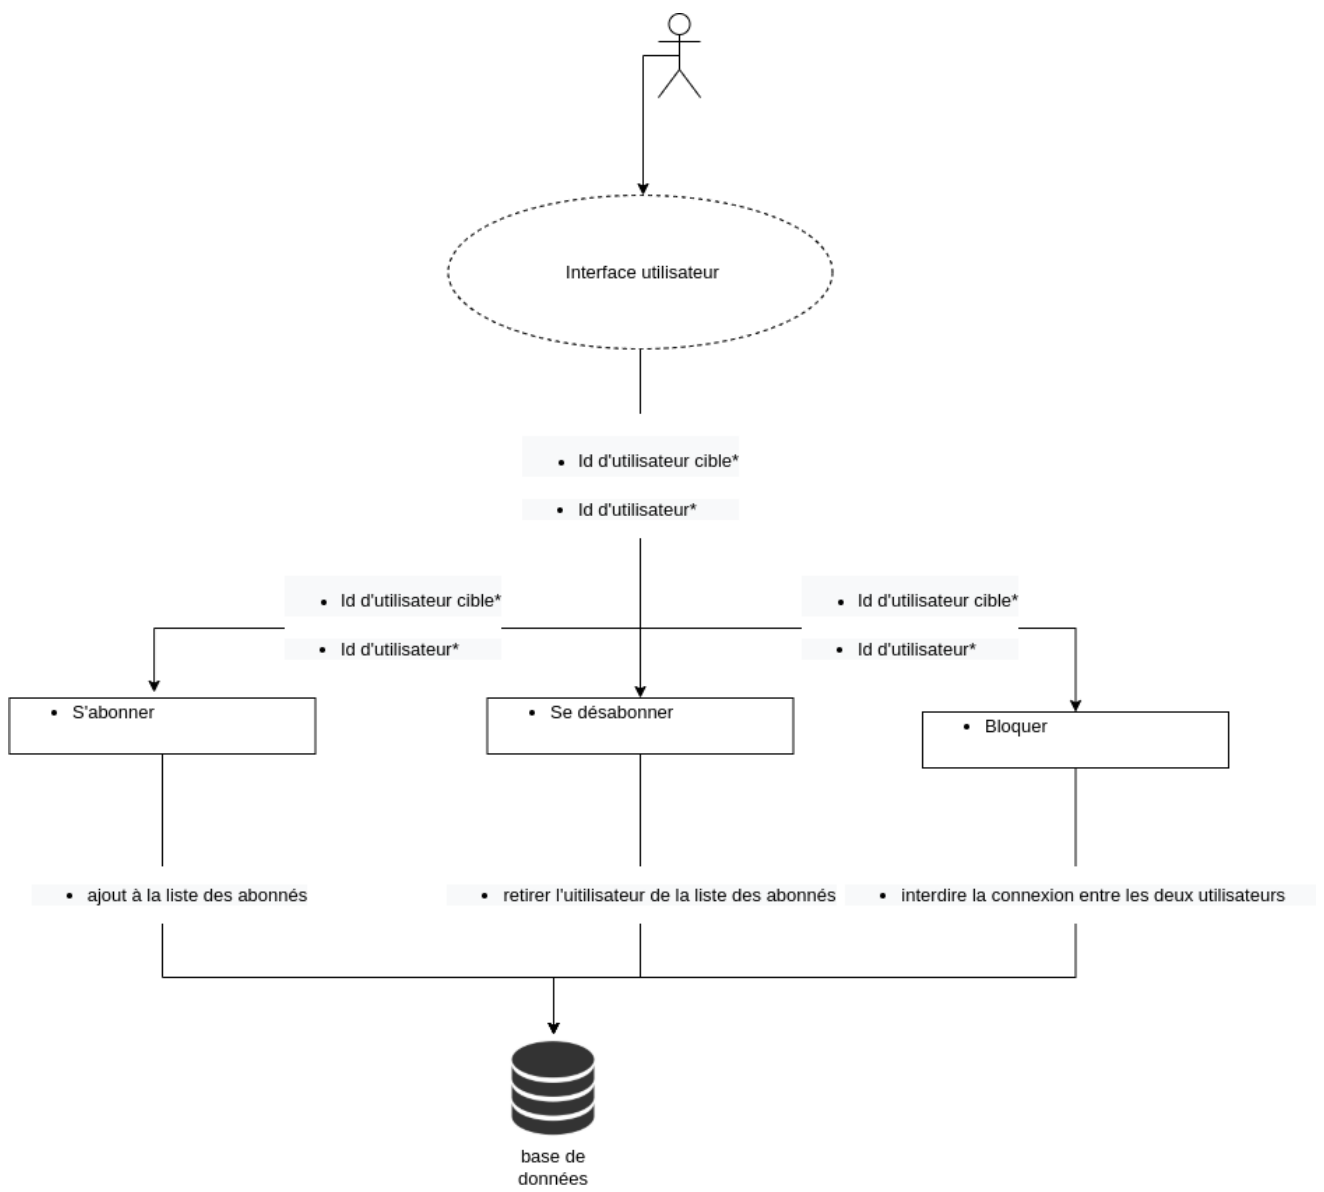 Interface utilisateur
• Id d'utilisateur cible*
• Id d'utilisateur*
• Id d'utilisateur cible*
• Id d'utilisateur*
• Id d'utilisateur cible*
• Id d'utilisateur*
• S'abonner
• Se désabonner
• Bloquer
• ajout à la liste des abonnés
• retirer l'uitilisateur de la liste des abonnés
• interdire la connexion entre les deux utilisateurs
base de
données